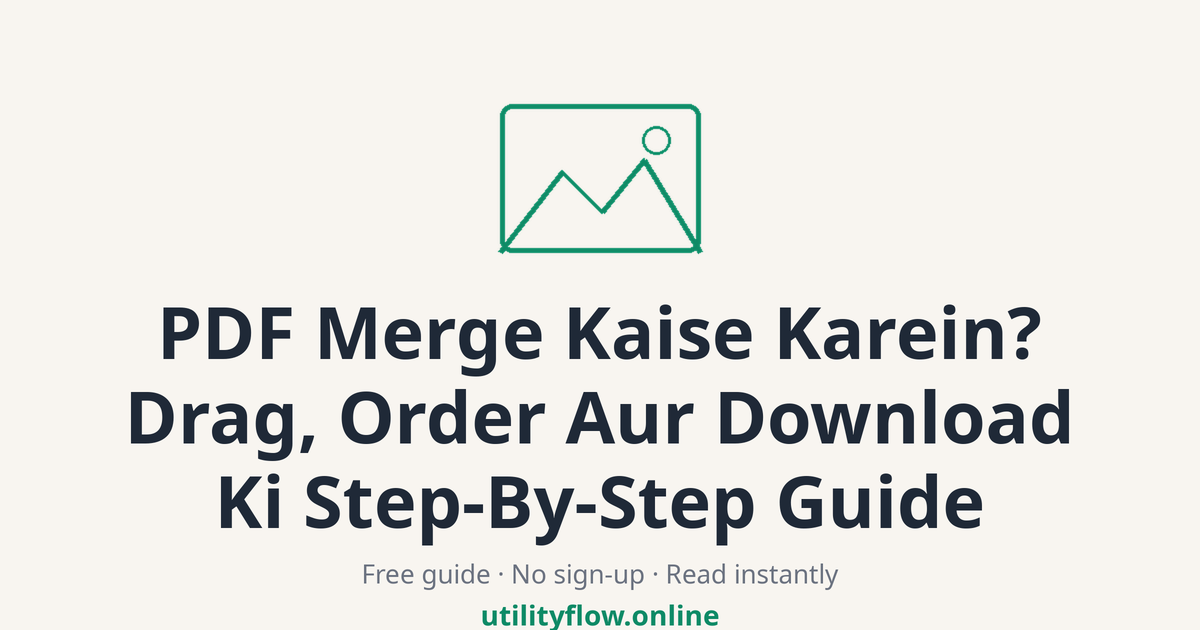 PDF Merge Kaise Karein?
Drag, Order Aur Download
Ki Step-By-Step Guide
Free guide · No sign-up · Read instantly
utilityflow.online